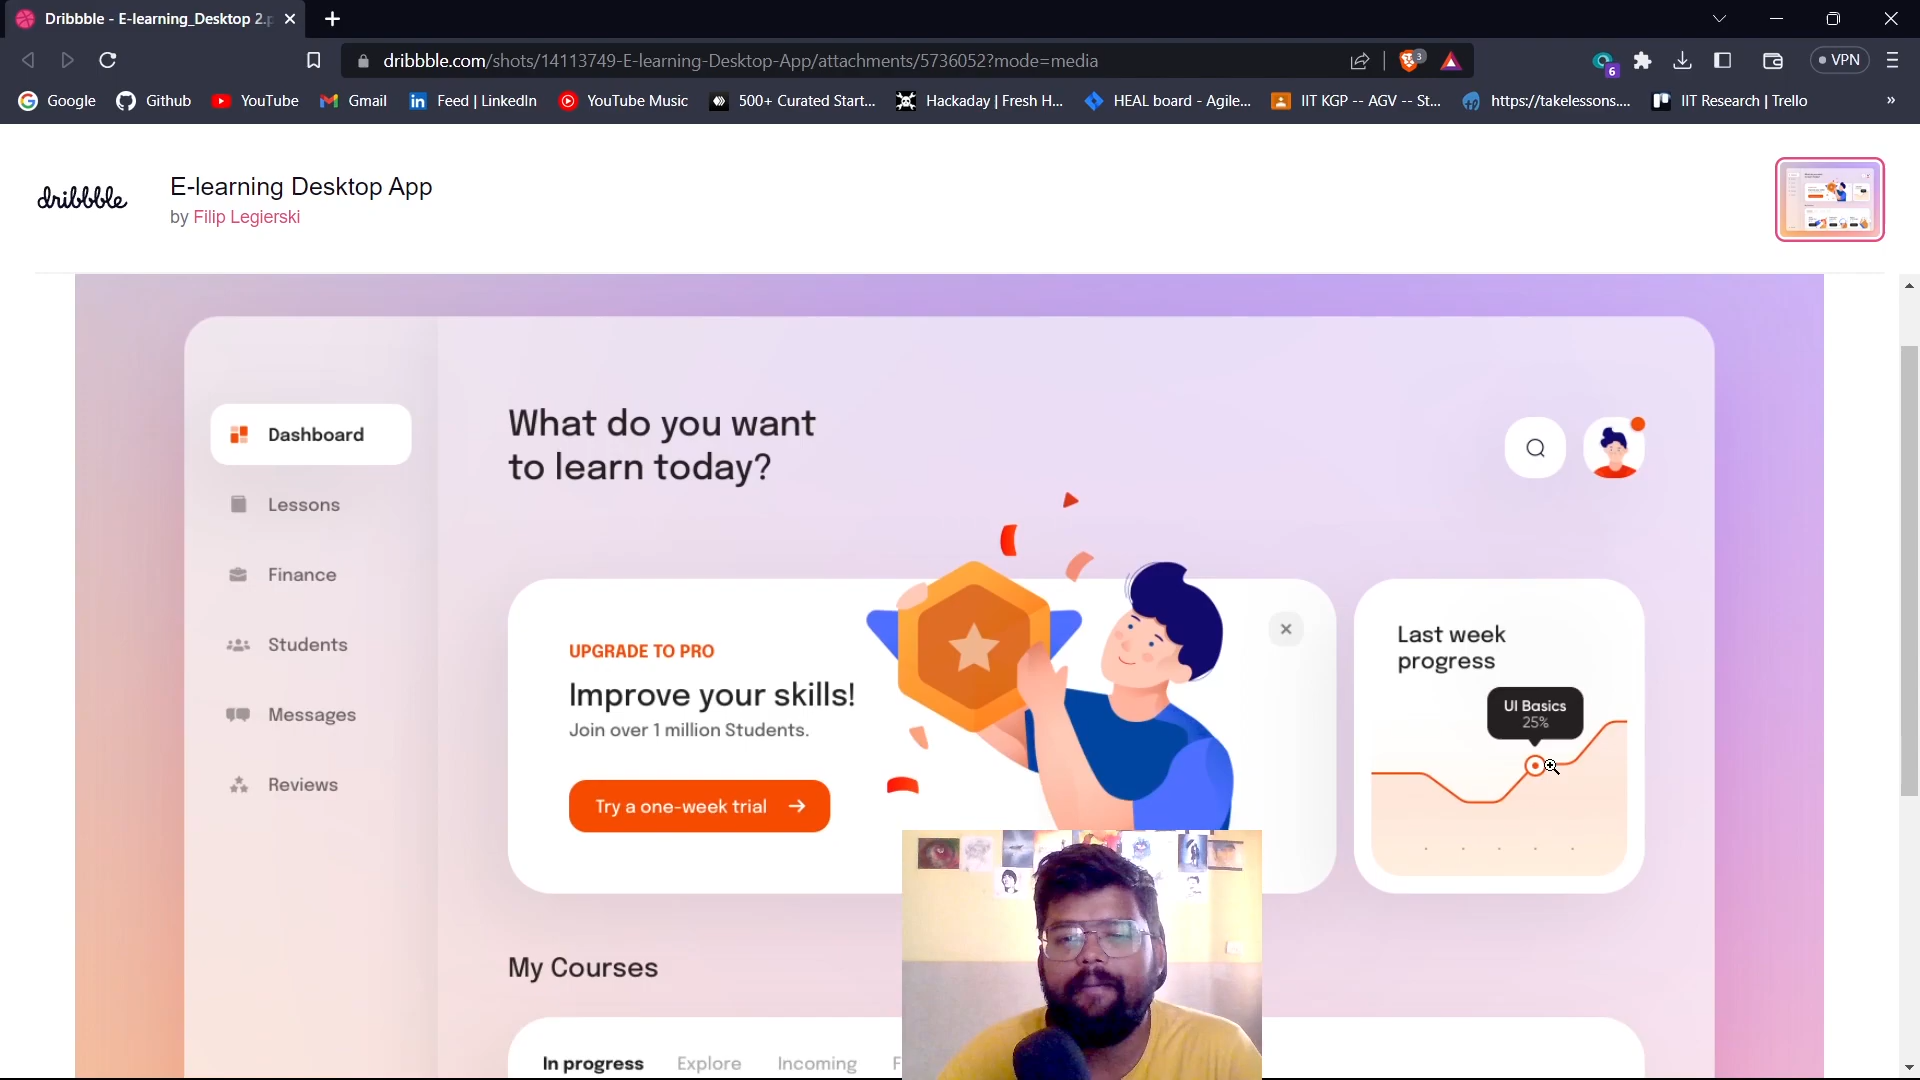 Dribbble - E-learning_Desktop 2.p
dribbble.com/shots/14113749-E-learning-Desktop-App/attachments/5736052?mode=media
3
6
VPN
Google
Github
YouTube
Gmail
Feed | LinkedIn
YouTube Music
500+ Curated Start...
Hackaday | Fresh H...
HEAL board - Agile...
IIT KGP -- AGV -- St...
https://takelessons....
IIT Research | Trello
»
dribbble
E-learning Desktop App
by Filip Legierski
Dashboard
Lessons
Finance
Students
Messages
Reviews
What do you want
to learn today?
UPGRADE TO PRO
Improve your skills!
Join over 1 million Students.
Try a one-week trial
Last week
progress
UI Basics
25%
My Courses
In progress
Explore
Incoming
F